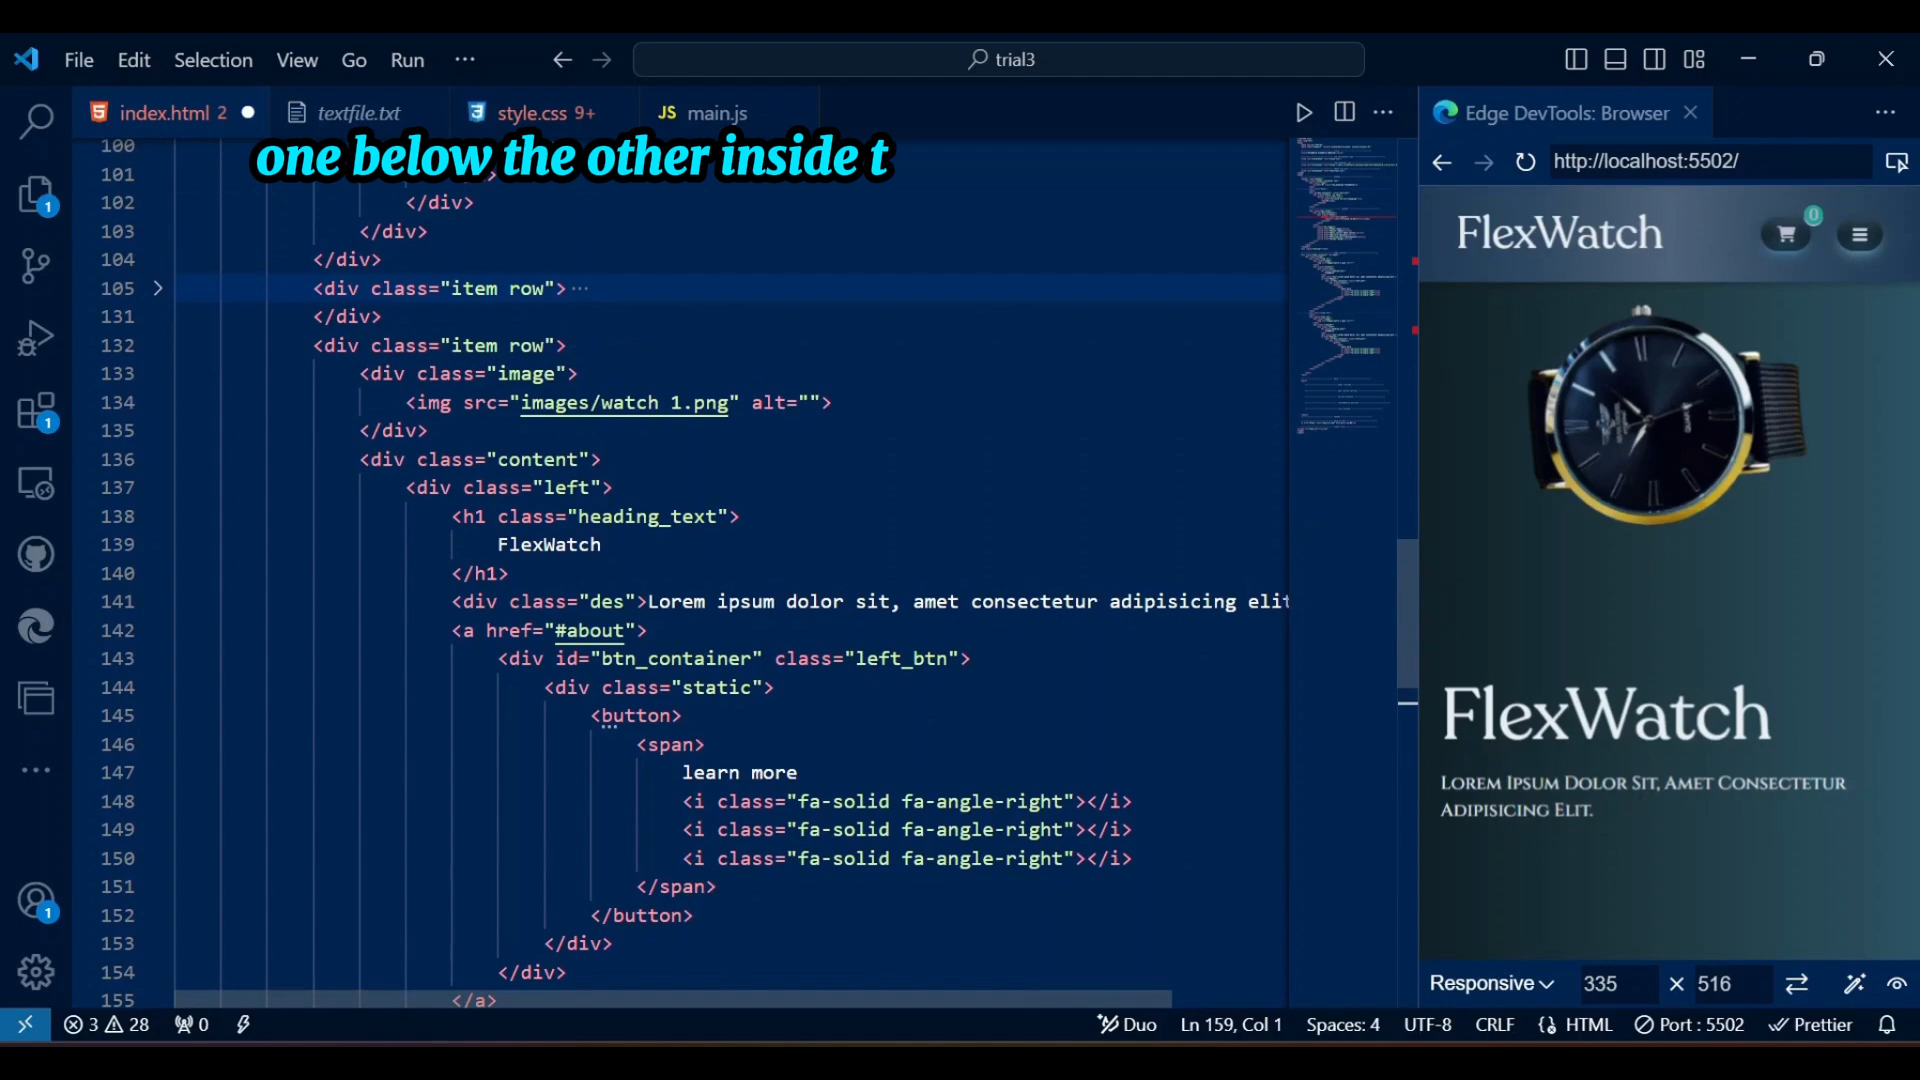 File Edit Selection View Go Run ··· trial3
index.html 2 textfile.txt style.css 9+ JS main.js Edge DevTools: Browser
http://localhost:5502/
one below the other inside t
100
101 >
102 </div>
103 </div>
104 </div>
105 <div class="item row"> ···
131 </div>
132 <div class="item row">
133 <div class="image">
134 <img src="images/watch 1.png" alt="">
135 </div>
136 <div class="content">
137 <div class="left">
138 <h1 class="heading_text">
139 FlexWatch
140 </h1>
141 <div class="des">Lorem ipsum dolor sit, amet consectetur adipisicing elit
142 <a href="#about">
143 <div id="btn_container" class="left_btn">
144 <div class="static">
145 <button>
146 <span>
147 learn more
148 <i class="fa-solid fa-angle-right"></i>
149 <i class="fa-solid fa-angle-right"></i>
150 <i class="fa-solid fa-angle-right"></i>
151 </span>
152 </button>
153 </div>
154 </div>
155 </a>
1
1
1
FlexWatch 0
FlexWatch
Lorem Ipsum Dolor Sit, Amet Consectetur
Adipisicing Elit.
Responsive 335 × 516
3 28 0 Duo Ln 159, Col 1 Spaces: 4 UTF-8 CRLF {} HTML Port : 5502 Prettier